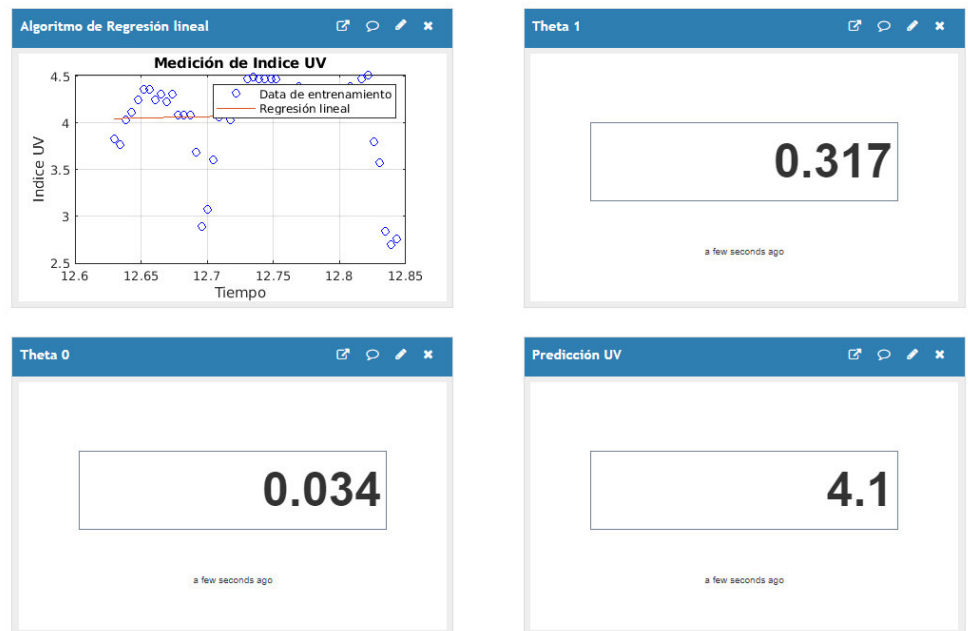 Algoritmo de Regresión lineal
Medición de Indice UV
4.5
4
3.5
3
2.5
Indice UV
Data de entrenamiento
Regresión lineal
12.6 12.65 12.7 12.75 12.8 12.85
Tiempo
Theta 1
0.317
a few seconds ago
Theta 0
0.034
a few seconds ago
Predicción UV
4.1
a few seconds ago